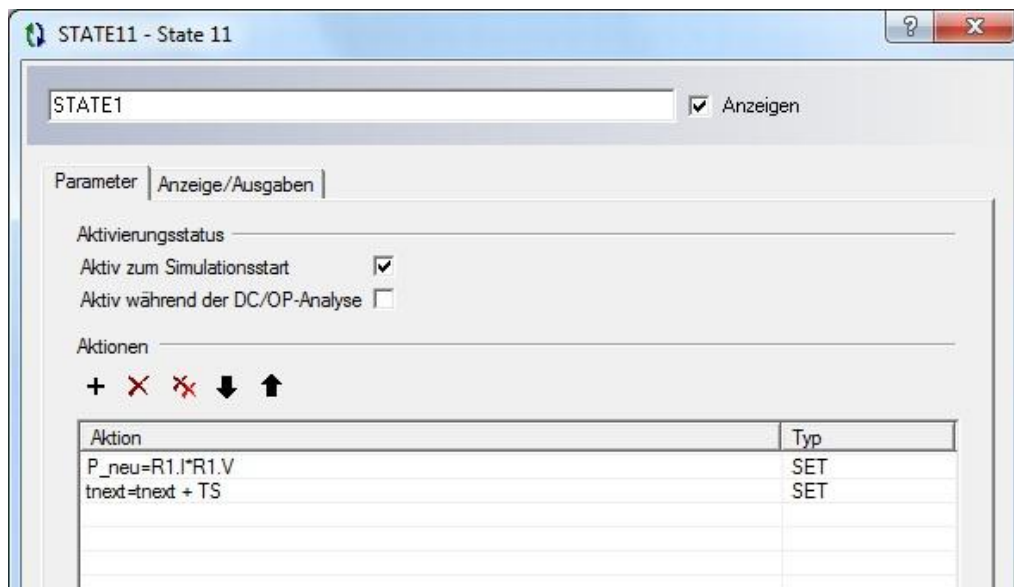 STATE11 - State 11
STATE1
Anzeigen
Parameter
Anzeige/Ausgaben
Aktivierungsstatus
Aktiv zum Simulationsstart
Aktiv während der DC/OP-Analyse
Aktionen
Aktion Typ
P_neu=R1.I*R1.V SET
tnext=tnext + TS SET